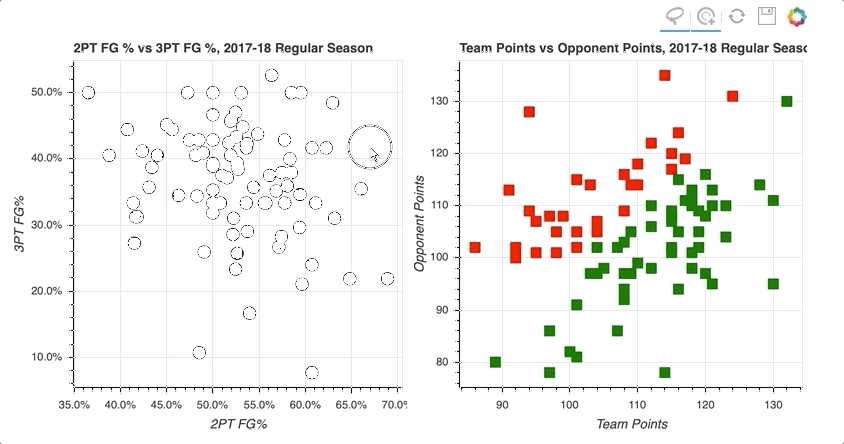 2PT FG % vs 3PT FG %, 2017-18 Regular Season
50.0%
40.0%
30.0%
20.0%
10.0%
3PT FG%
35.0% 40.0% 45.0% 50.0% 55.0% 60.0% 65.0% 70.0
2PT FG%
Team Points vs Opponent Points, 2017-18 Regular Seaso
130
120
110
100
90
80
Opponent Points
90 100 110 120 130
Team Points